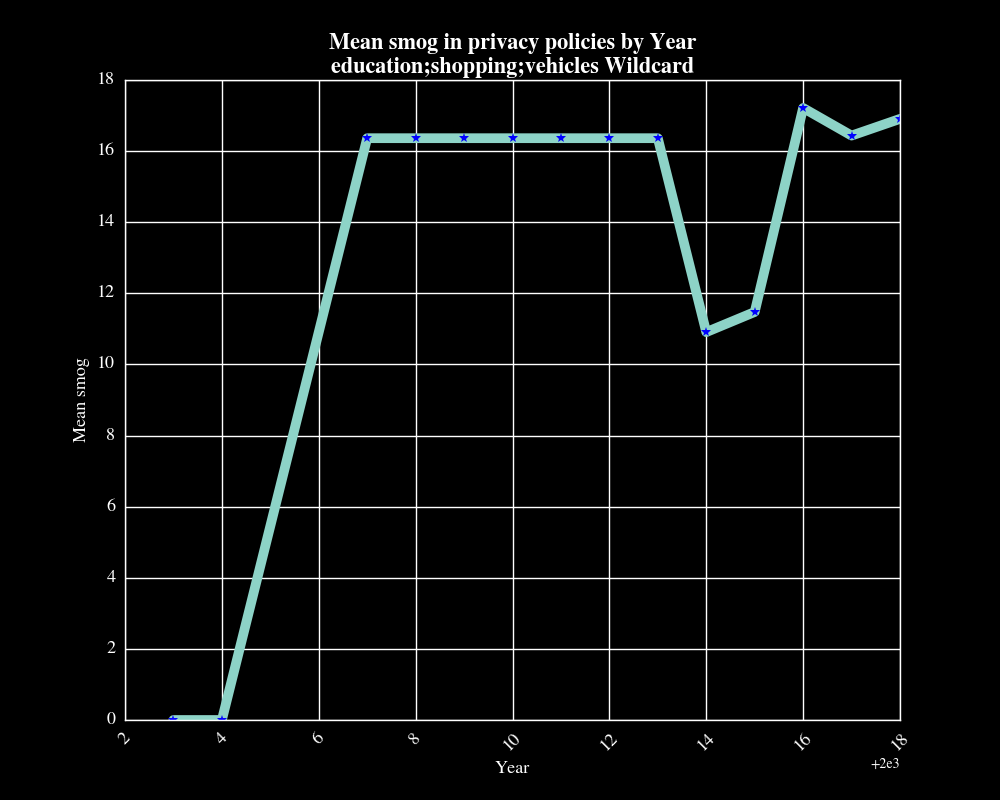 Mean smog in privacy policies by Year
education;shopping;vehicles Wildcard
18
16
14
12
10
8
6
4
2
0
Mean smog
2 4 6 8 10 12 14 16 18
Year
+2e3